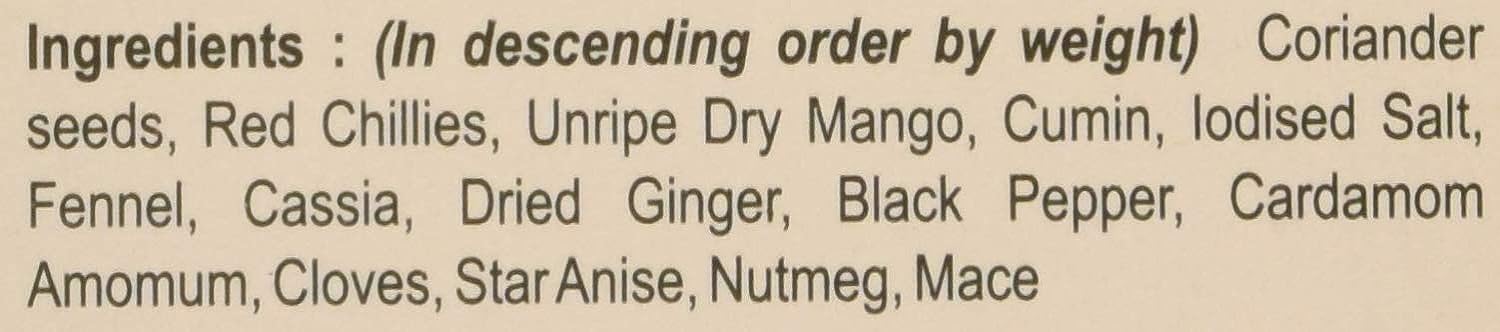 Ingredients : (In descending order by weight) Coriander
seeds, Red Chillies, Unripe Dry Mango, Cumin, Iodised Salt,
Fennel, Cassia, Dried Ginger, Black Pepper, Cardamom
Amomum, Cloves, Star Anise, Nutmeg, Mace